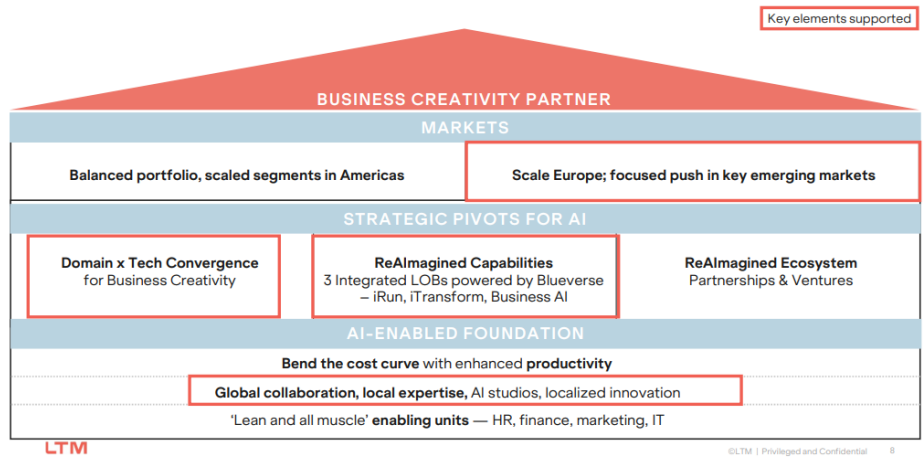 Key elements supported
BUSINESS CREATIVITY PARTNER
MARKETS
Balanced portfolio, scaled segments in Americas
Scale Europe; focused push in key emerging markets
STRATEGIC PIVOTS FOR AI
Domain x Tech Convergence
for Business Creativity
ReAImagined Capabilities
3 Integrated LOBs powered by Blueverse
– iRun, iTransform, Business AI
ReAImagined Ecosystem
Partnerships & Ventures
AI-ENABLED FOUNDATION
Bend the cost curve with enhanced productivity
Global collaboration, local expertise, AI studios, localized innovation
‘Lean and all muscle’ enabling units — HR, finance, marketing, IT
LTM
©LTM | Privileged and Confidential 8